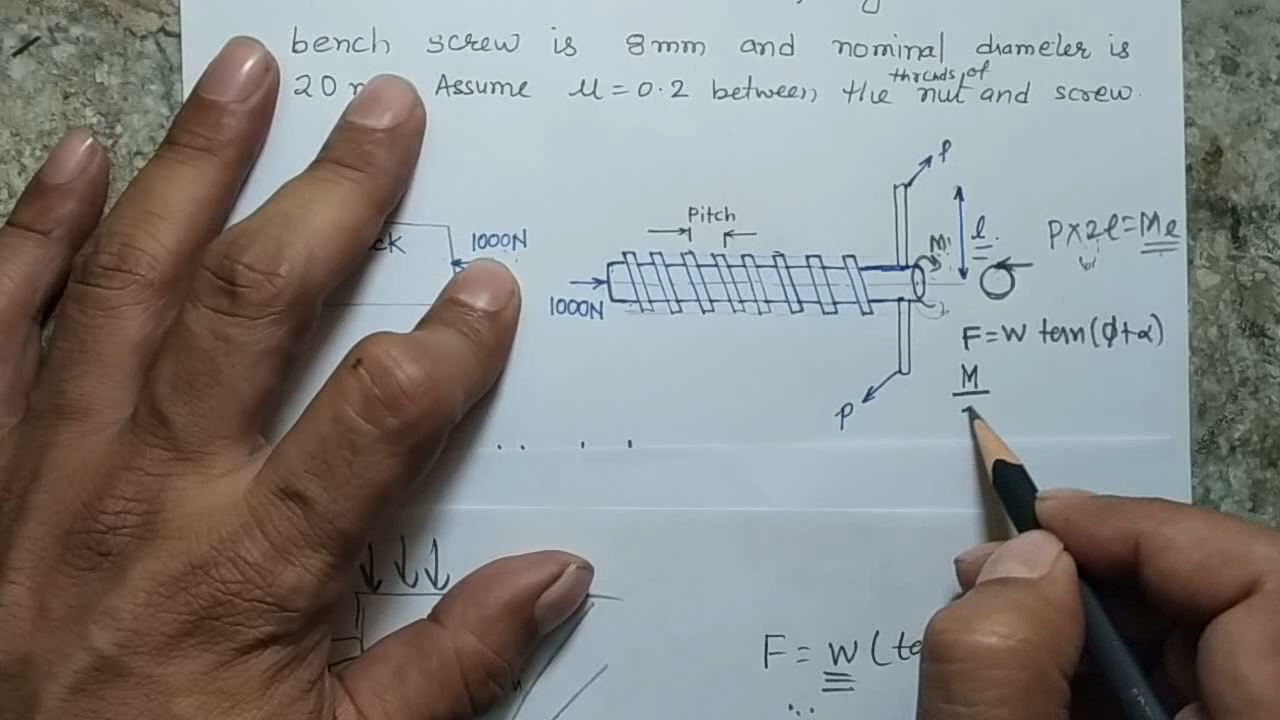 bench screw is 8mm and nominal diameter is
threads of
20 Assume μ=0.2 between the nut and screw.
P
Pitch
1000N
M
l.
P×2l=Me
1000N
F=W tan(ϕ+α)
M
P
F=W(ta